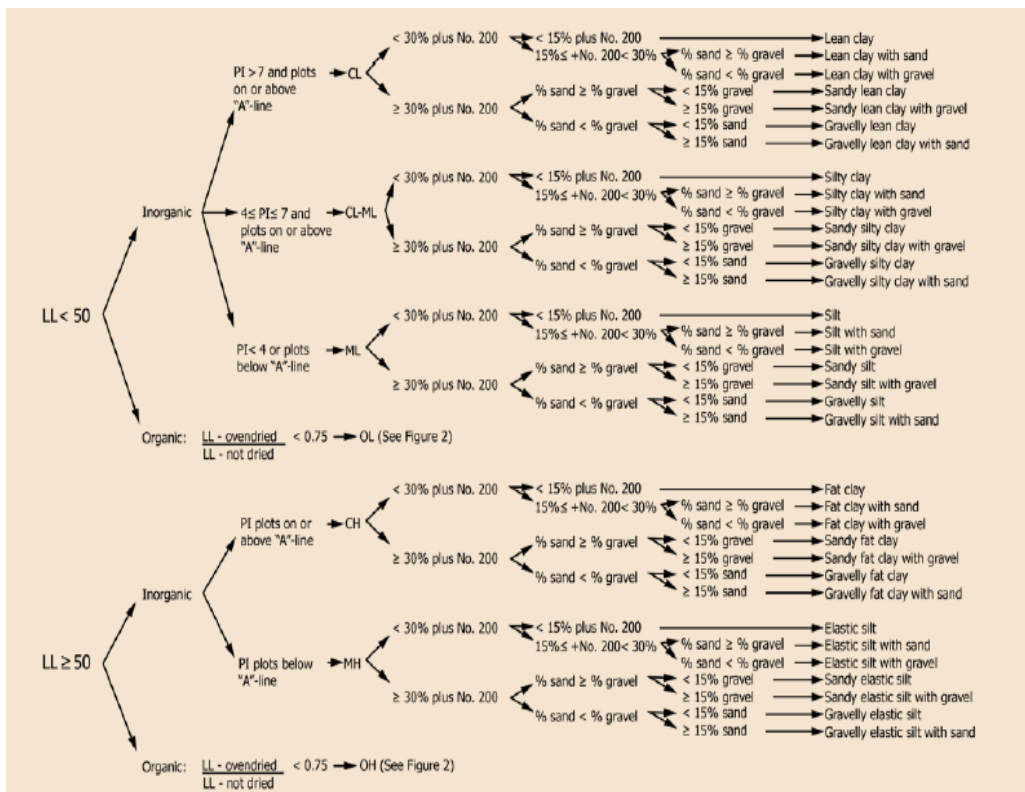 < 30% plus No. 200 < 15% plus No. 200 Lean clay
15%≤ +No. 200< 30% % sand ≥ % gravel Lean clay with sand
PI >7 and plots on or above "A"-line CL % sand < % gravel Lean clay with gravel
≥ 30% plus No. 200 % sand ≥ % gravel < 15% gravel Sandy lean clay
≥ 15% gravel Sandy lean clay with gravel
% sand < % gravel < 15% sand Gravelly lean clay
≥ 15% sand Gravelly lean clay with sand
< 30% plus No. 200 < 15% plus No. 200 Silty clay
15%≤ +No. 200< 30% % sand ≥ % gravel Silty clay with sand
Inorganic 4≤ PI≤ 7 and plots on or above "A"-line CL-ML % sand < % gravel Silty clay with gravel
≥ 30% plus No. 200 % sand ≥ % gravel < 15% gravel Sandy silty clay
≥ 15% gravel Sandy silty clay with gravel
% sand < % gravel < 15% sand Gravelly silty clay
≥ 15% sand Gravelly silty clay with sand
LL< 50
< 30% plus No. 200 < 15% plus No. 200 Silt
15%≤ +No. 200< 30% % sand ≥ % gravel Silt with sand
PI< 4 or plots below "A"-line ML % sand < % gravel Silt with gravel
≥ 30% plus No. 200 % sand ≥ % gravel < 15% gravel Sandy silt
≥ 15% gravel Sandy silt with gravel
% sand < % gravel < 15% sand Gravelly silt
≥ 15% sand Gravelly silt with sand
Organic: LL - ovendried < 0.75 OL (See Figure 2)
LL - not dried
< 30% plus No. 200 < 15% plus No. 200 Fat clay
15%≤ +No. 200< 30% % sand ≥ % gravel Fat clay with sand
PI plots on or above "A"-line CH % sand < % gravel Fat clay with gravel
≥ 30% plus No. 200 % sand ≥ % gravel < 15% gravel Sandy fat clay
≥ 15% gravel Sandy fat clay with gravel
% sand < % gravel < 15% sand Gravelly fat clay
Inorganic ≥ 15% sand Gravelly fat clay with sand
< 30% plus No. 200 < 15% plus No. 200 Elastic silt
15%≤ +No. 200< 30% % sand ≥ % gravel Elastic silt with sand
LL ≥ 50 PI plots below "A"-line MH % sand < % gravel Elastic silt with gravel
≥ 30% plus No. 200 % sand ≥ % gravel < 15% gravel Sandy elastic silt
≥ 15% gravel Sandy elastic silt with gravel
% sand < % gravel < 15% sand Gravelly elastic silt
≥ 15% sand Gravelly elastic silt with sand
Organic: LL - ovendried < 0.75 OH (See Figure 2)
LL - not dried